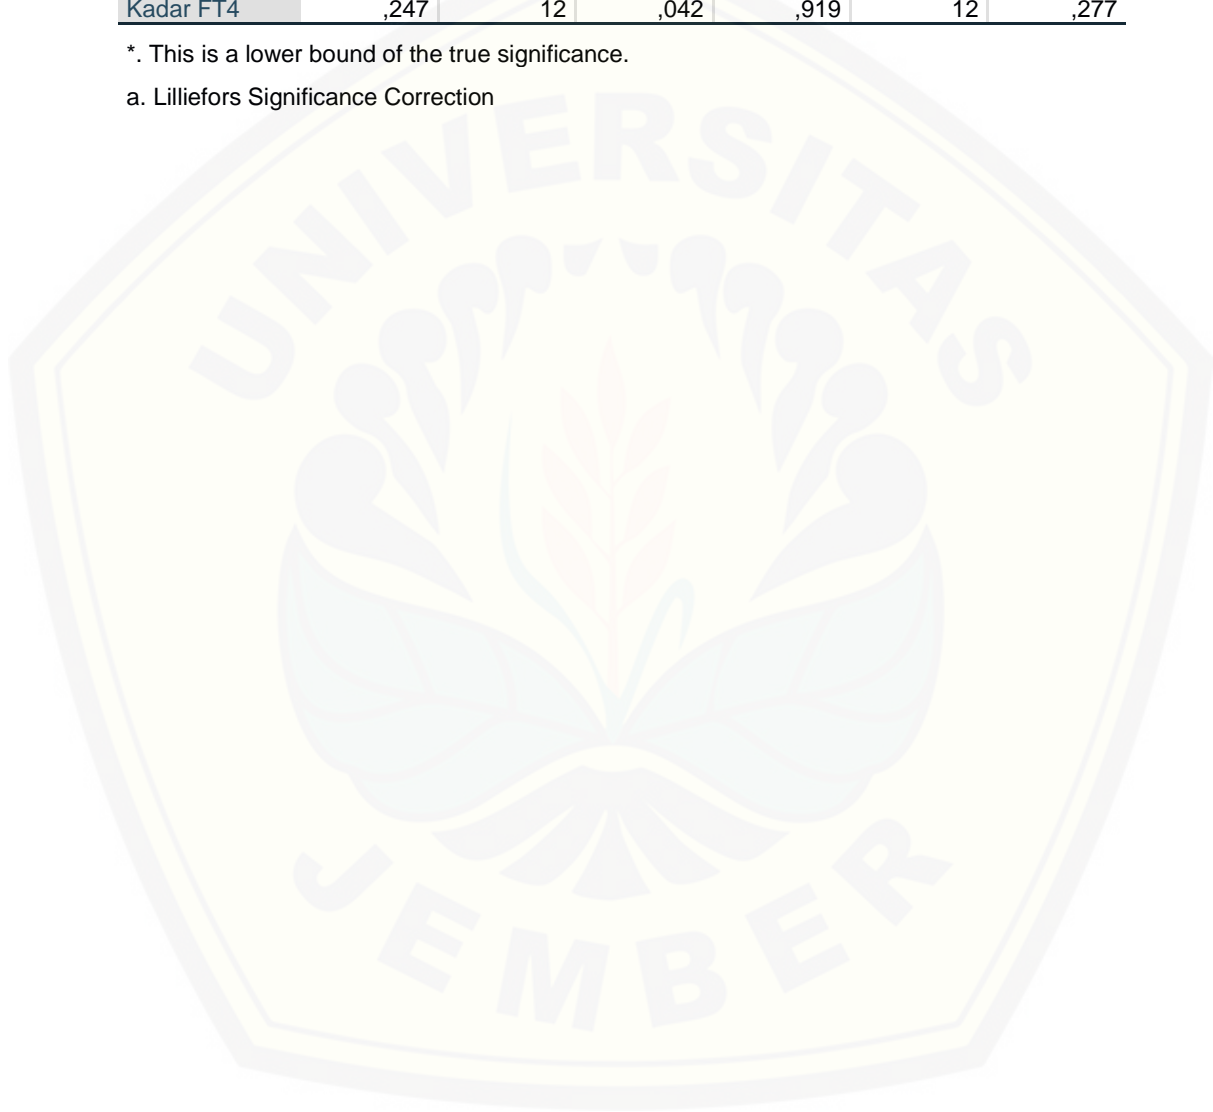 Kadar FT4 ,247 12 ,042 ,919 12 ,277
*. This is a lower bound of the true significance.
a. Lilliefors Significance Correction
UNIVERSITAS
JEMBER